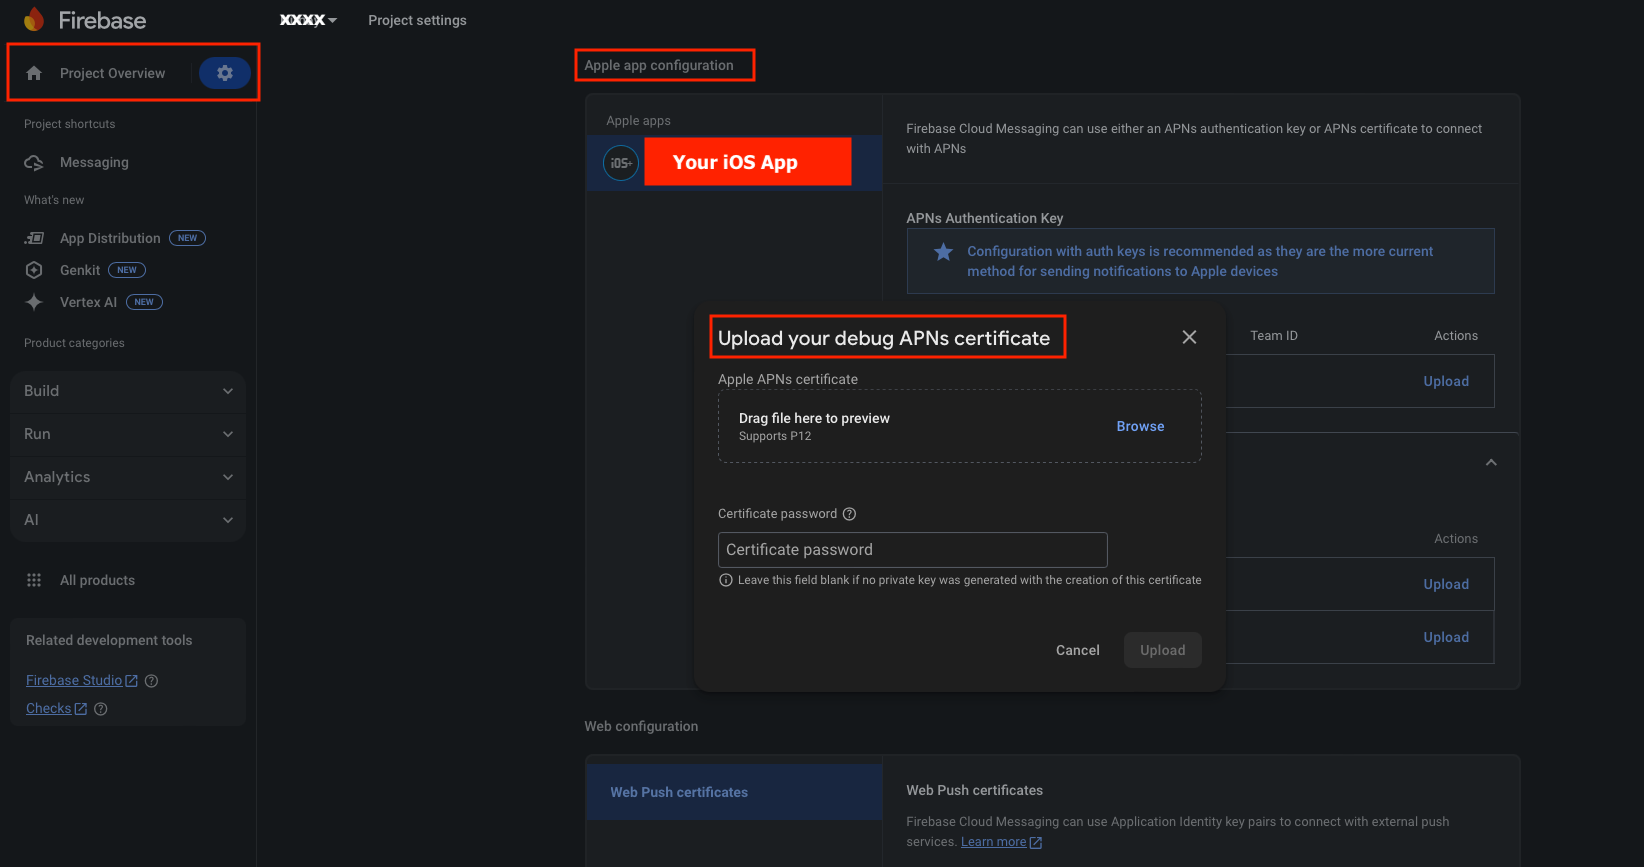 Firebase
XXXX
Project settings
Project Overview
Project shortcuts
Messaging
What's new
App Distribution NEW
Genkit NEW
Vertex AI NEW
Product categories
Build
Run
Analytics
AI
All products
Related development tools
Firebase Studio
Checks
Apple app configuration
Apple apps
iOS+
Your iOS App
Firebase Cloud Messaging can use either an APNs authentication key or APNs certificate to connect
with APNs
APNs Authentication Key
Configuration with auth keys is recommended as they are the more current
method for sending notifications to Apple devices
Team ID
Actions
Upload
Upload your debug APNs certificate
Apple APNs certificate
Drag file here to preview
Supports P12
Browse
Certificate password
Certificate password
Leave this field blank if no private key was generated with the creation of this certificate
Cancel
Upload
Actions
Upload
Upload
Web configuration
Web Push certificates
Web Push certificates
Firebase Cloud Messaging can use Application Identity key pairs to connect with external push
services. Learn more